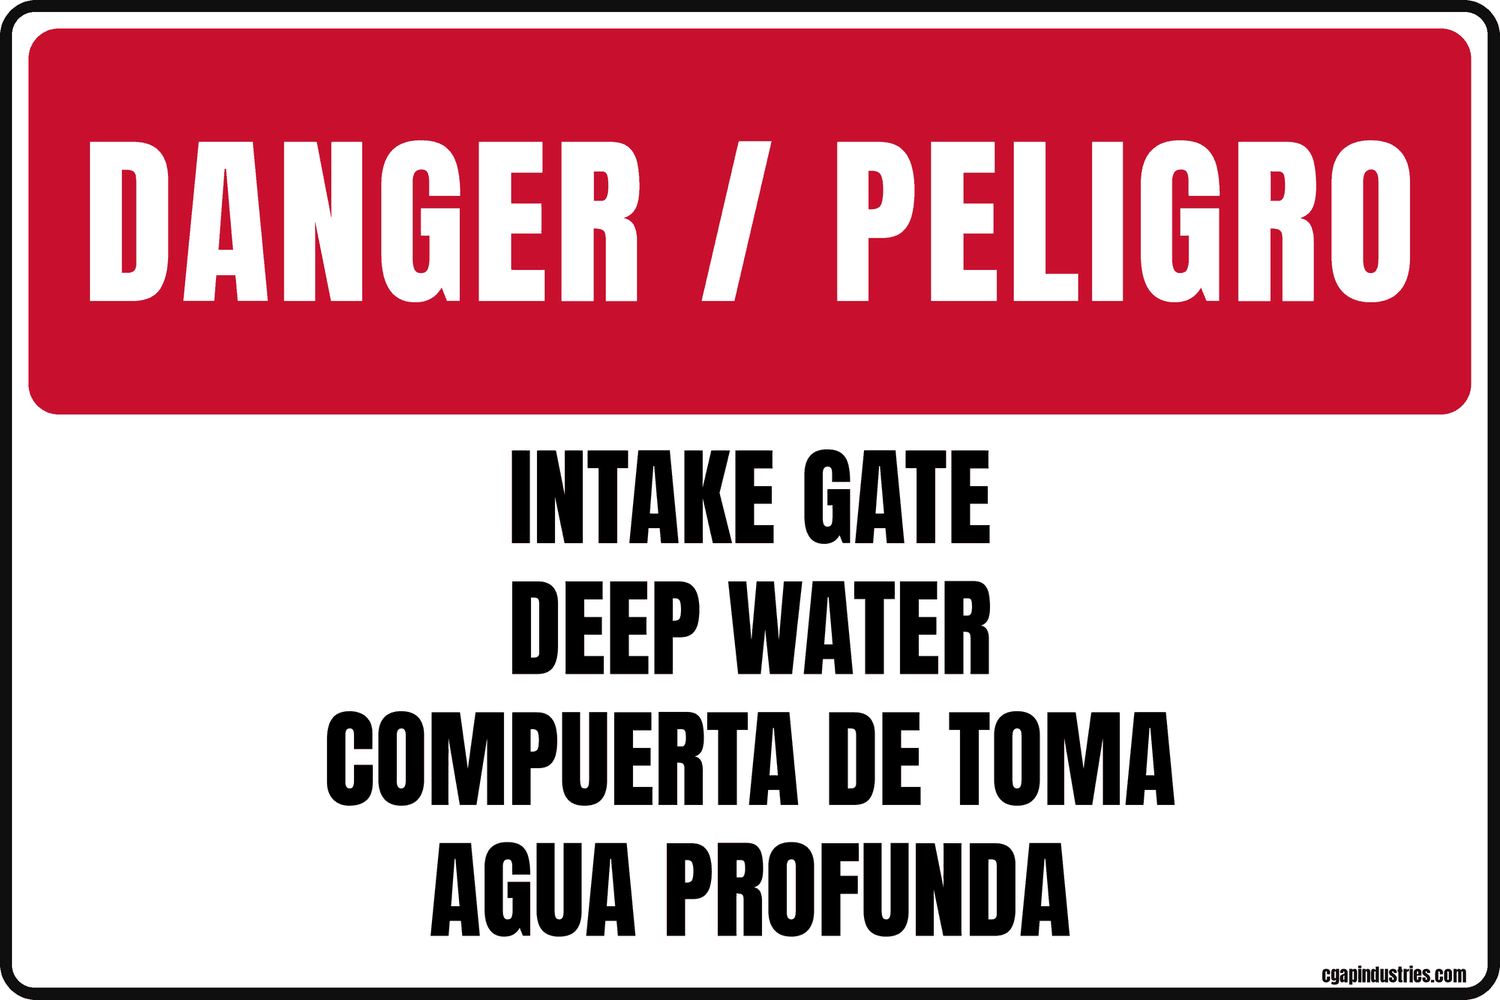 DANGER / PELIGRO
INTAKE GATE
DEEP WATER
COMPUERTA DE TOMA
AGUA PROFUNDA
cgapindustries.com